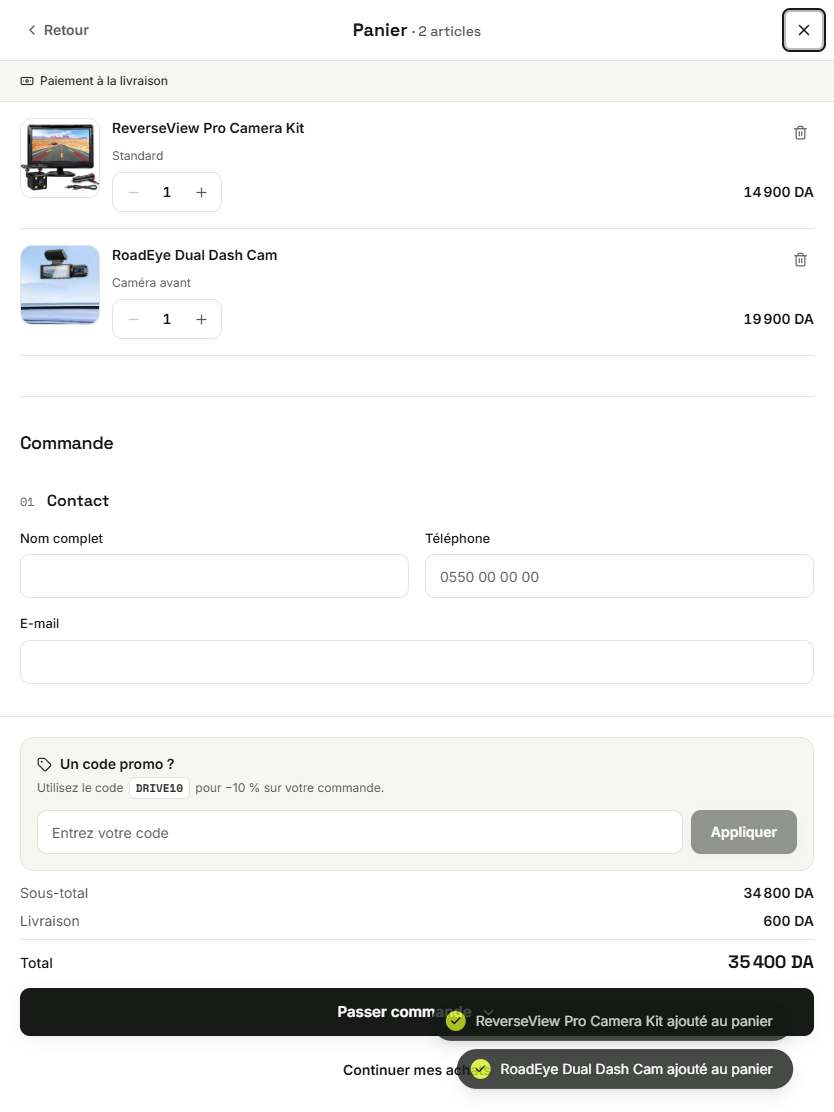 Retour
Panier · 2 articles
Paiement à la livraison
ReverseView Pro Camera Kit
Standard
1
14 900 DA
RoadEye Dual Dash Cam
Caméra avant
1
19 900 DA
Commande
01 Contact
Nom complet
Téléphone
0550 00 00 00
E-mail
Un code promo ?
Utilisez le code DRIVE10 pour −10 % sur votre commande.
Entrez votre code
Appliquer
Sous-total
34 800 DA
Livraison
600 DA
Total
35 400 DA
Passer commande
ReverseView Pro Camera Kit ajouté au panier
Continuer mes achats
RoadEye Dual Dash Cam ajouté au panier